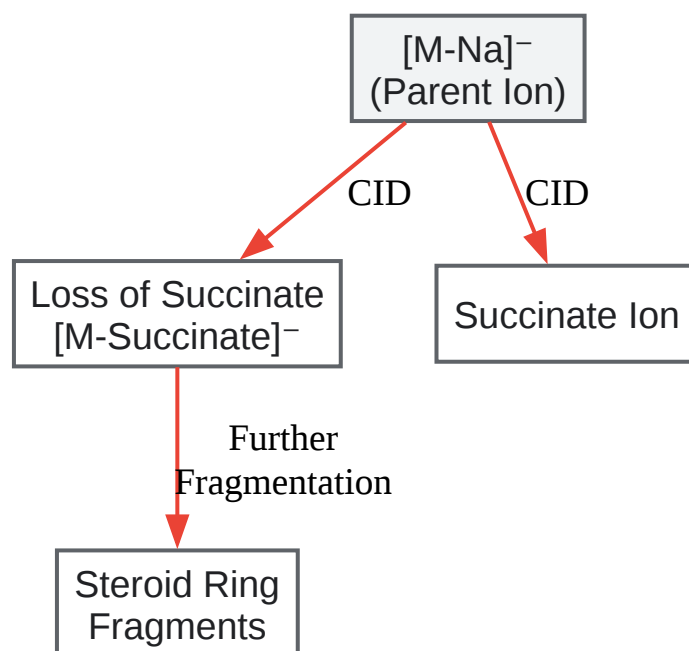 [M-Na]⁻
(Parent Ion)
CID
CID
Loss of Succinate
[M-Succinate]⁻
Succinate Ion
Further
Fragmentation
Steroid Ring
Fragments